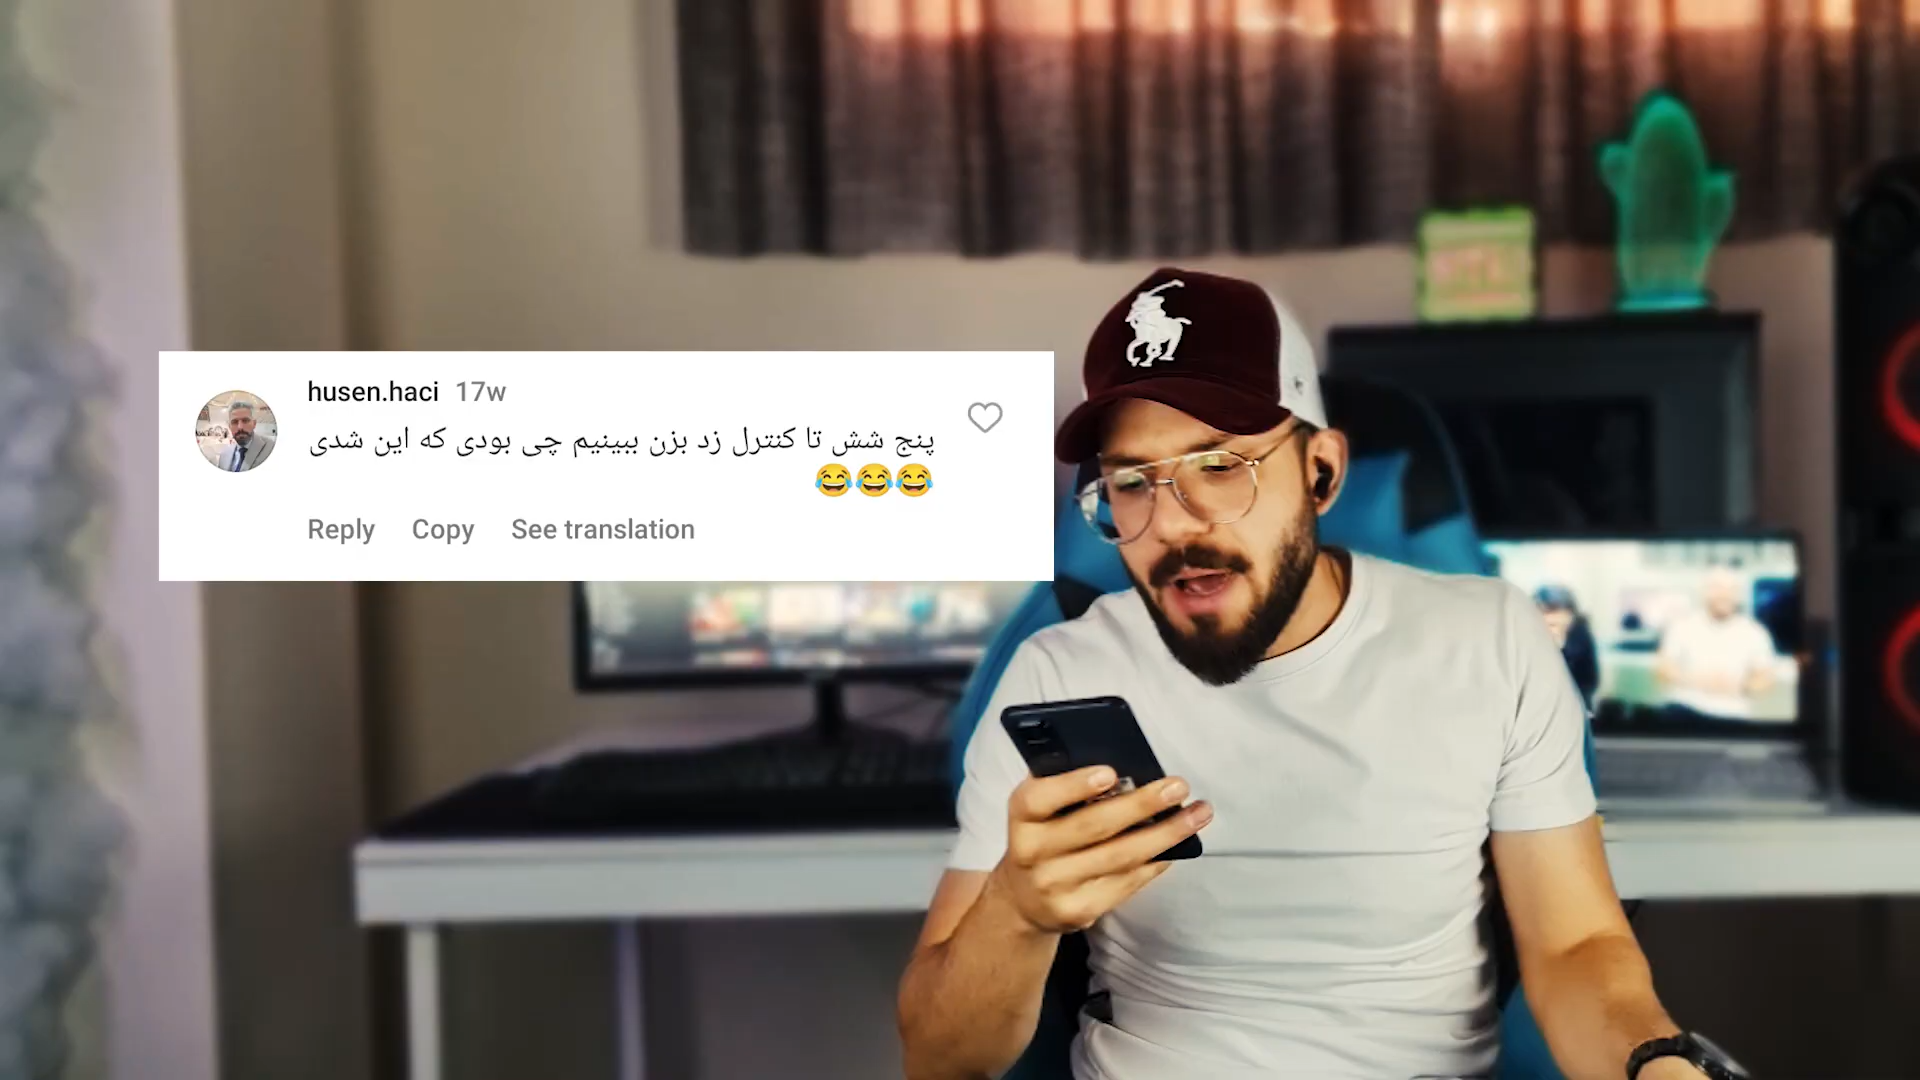 husen.haci 17w
پنج شش تا کنترل زد بزن ببینیم چی بودی که این شدی
😂😂😂
Reply Copy See translation